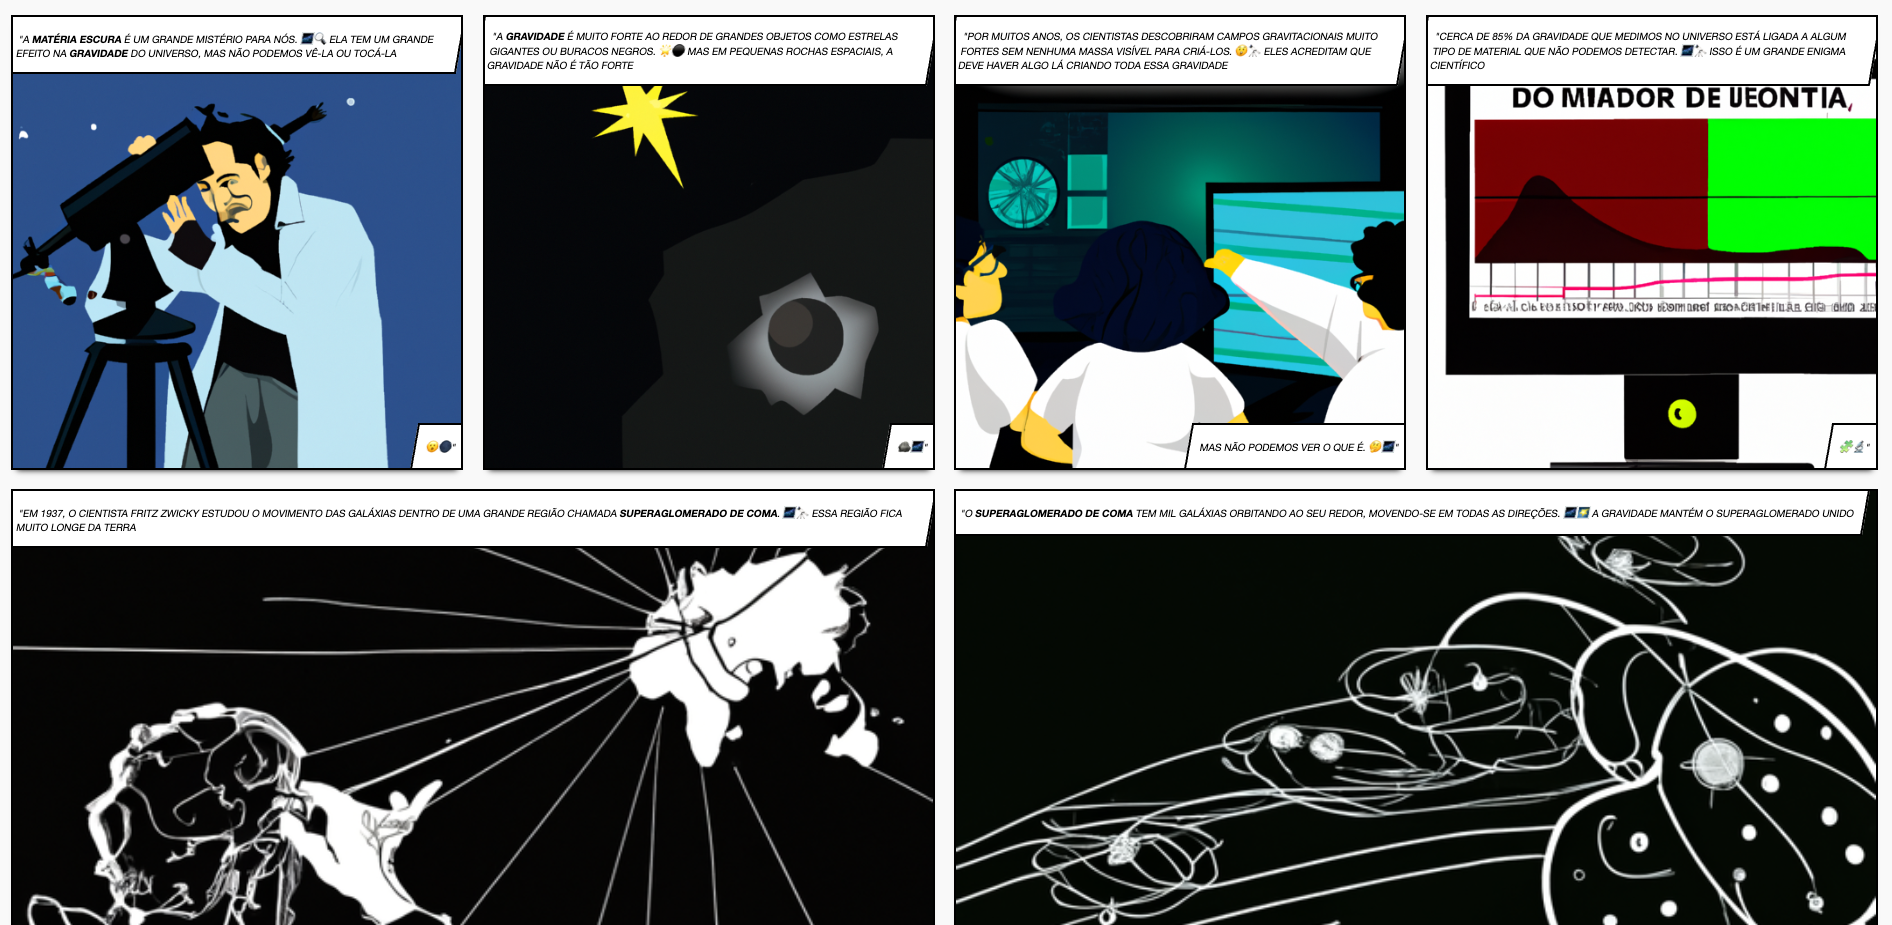 "A MATÉRIA ESCURA É UM GRANDE MISTÉRIO PARA NÓS. 🌌🔍 ELA TEM UM GRANDE
EFEITO NA GRAVIDADE DO UNIVERSO, MAS NÃO PODEMOS VÊ-LA OU TOCÁ-LA
😮🌑"
"A GRAVIDADE É MUITO FORTE AO REDOR DE GRANDES OBJETOS COMO ESTRELAS
GIGANTES OU BURACOS NEGROS. 🌟⚫ MAS EM PEQUENAS ROCHAS ESPACIAIS, A
GRAVIDADE NÃO É TÃO FORTE
🪨🌌"
"POR MUITOS ANOS, OS CIENTISTAS DESCOBRIRAM CAMPOS GRAVITACIONAIS MUITO
FORTES SEM NENHUMA MASSA VISÍVEL PARA CRIÁ-LOS. 😲🔭 ELES ACREDITAM QUE
DEVE HAVER ALGO LÁ CRIANDO TODA ESSA GRAVIDADE
MAS NÃO PODEMOS VER O QUE É. 🤔🌌"
"CERCA DE 85% DA GRAVIDADE QUE MEDIMOS NO UNIVERSO ESTÁ LIGADA A ALGUM
TIPO DE MATERIAL QUE NÃO PODEMOS DETECTAR. 🌌🔭 ISSO É UM GRANDE ENIGMA
CIENTÍFICO
DO MIADOR DE UEONTIA,
🧩🔬"
"EM 1937, O CIENTISTA FRITZ ZWICKY ESTUDOU O MOVIMENTO DAS GALÁXIAS DENTRO DE UMA GRANDE REGIÃO CHAMADA SUPERAGLOMERADO DE COMA. 🌌🔭 ESSA REGIÃO FICA
MUITO LONGE DA TERRA
"O SUPERAGLOMERADO DE COMA TEM MIL GALÁXIAS ORBITANDO AO SEU REDOR, MOVENDO-SE EM TODAS AS DIREÇÕES. 🌌🎇 A GRAVIDADE MANTÉM O SUPERAGLOMERADO UNIDO